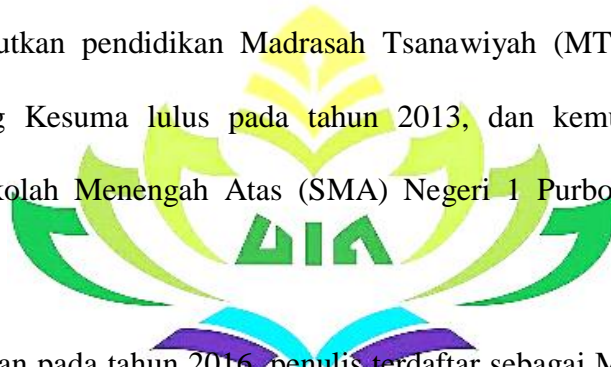 utkan pendidikan Madrasah Tsanawiyah (MT
g Kesuma lulus pada tahun 2013, dan kemu
kolah Menengah Atas (SMA) Negeri 1 Purbo
UIN
an pada tahun 2016, penulis terdaftar sebagai M